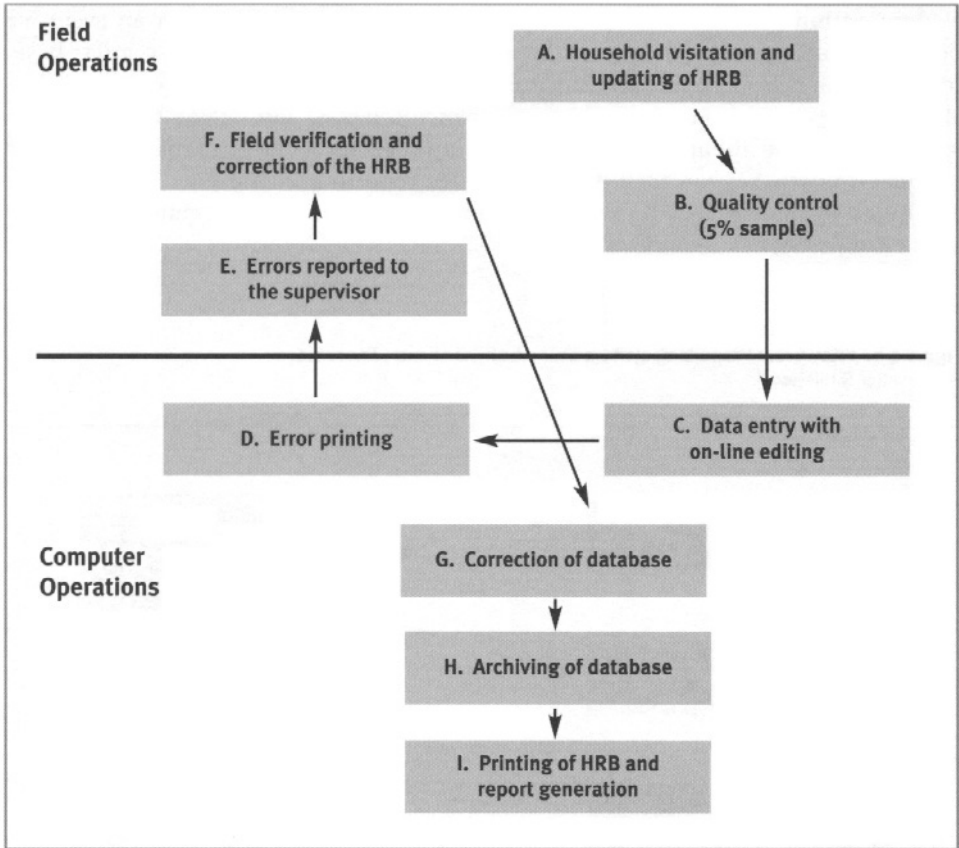 Field
Operations
A. Household visitation and
updating of HRB
F. Field verification and
correction of the HRB
B. Quality control
(5% sample)
E. Errors reported to
the supervisor
D. Error printing
C. Data entry with
on-line editing
Computer
Operations
G. Correction of database
H. Archiving of database
I. Printing of HRB and
report generation